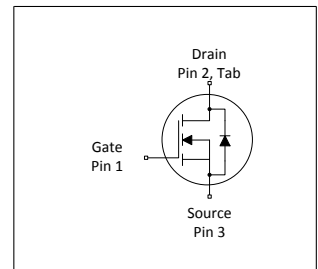 Drain
Pin 2, Tab
Gate
Pin 1
Source
Pin 3